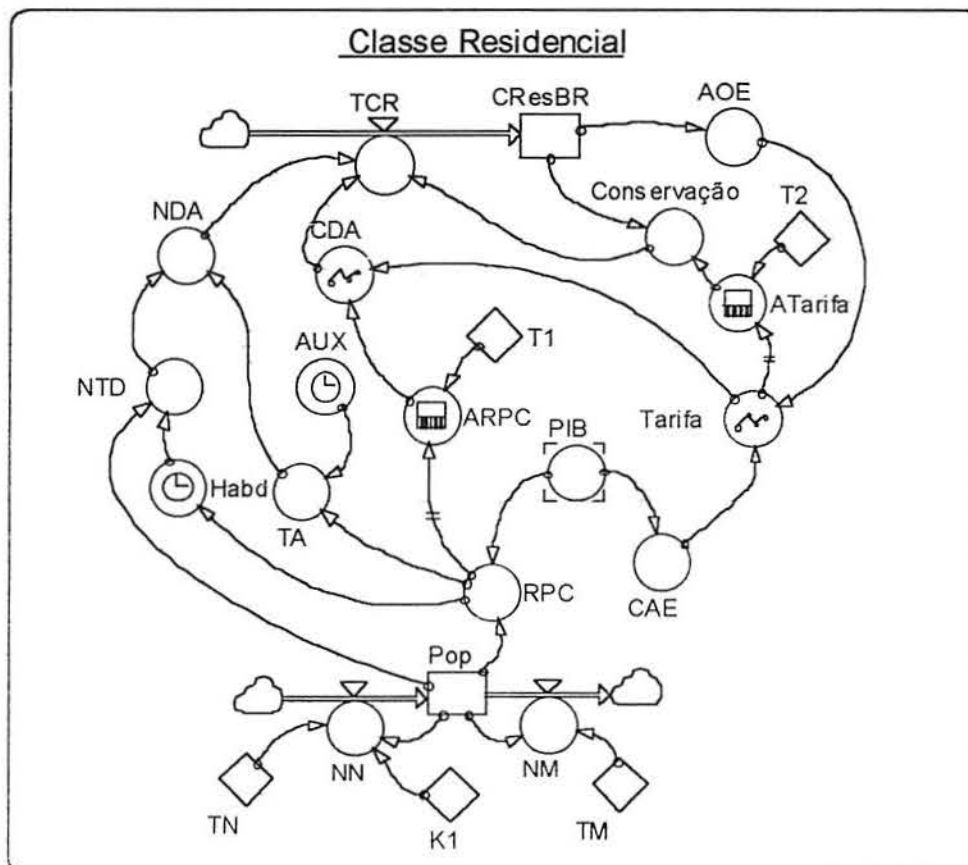 Classe Residencial
TCR
CResBR
AOE
Conservação
T2
NDA
CDA
ATarifa
AUX
T1
NTD
ARPC
Tarifa
PIB
Habd
TA
RPC
CAE
Pop
NN
NM
TN
K1
TM